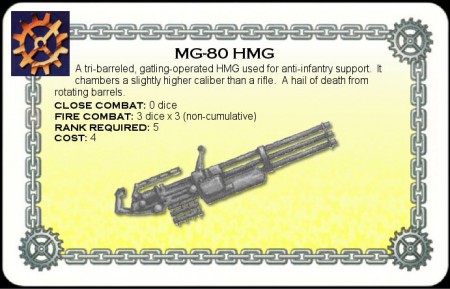 MG-80 HMG
A tri-barreled, gatling-operated HMG used for anti-infantry support. It
chambers a slightly higher caliber than a rifle. A hail of death from
rotating barrels.
CLOSE COMBAT: 0 dice
FIRE COMBAT: 3 dice x 3 (non-cumulative)
RANK REQUIRED: 5
COST: 4